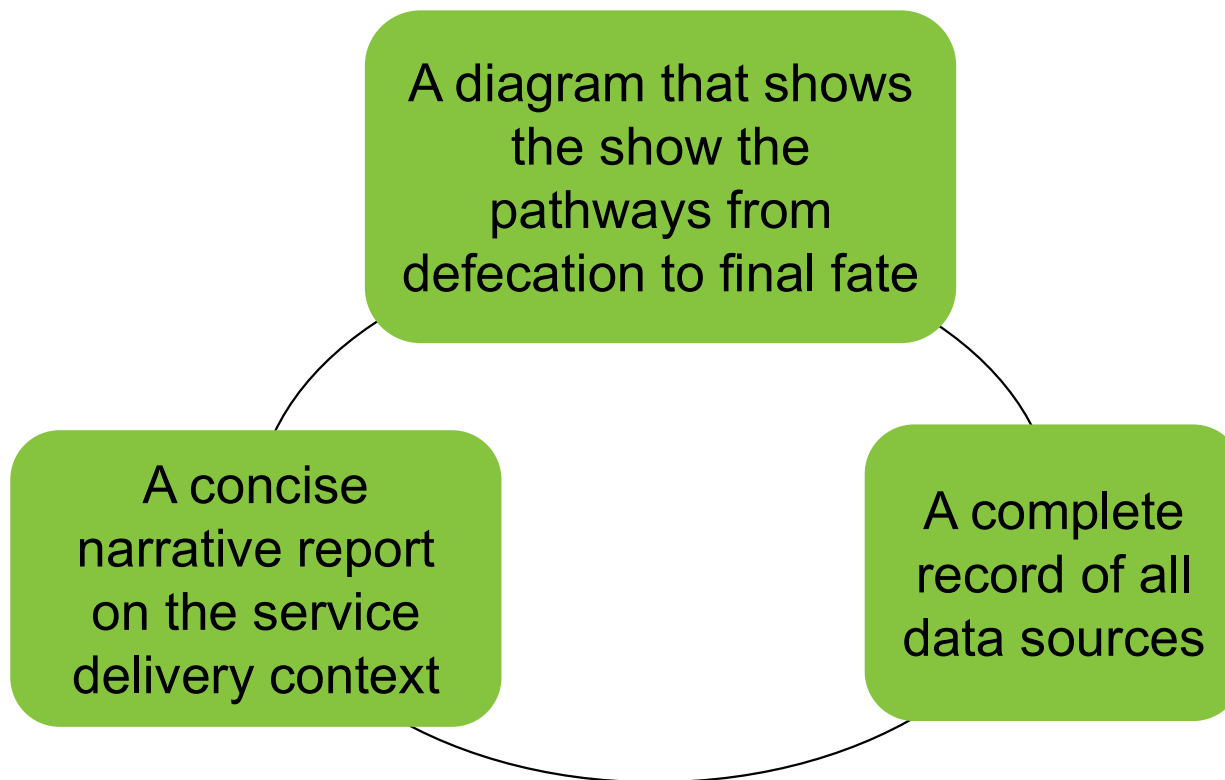 A diagram that shows
the show the
pathways from
defecation to final fate
A concise
narrative report
on the service
delivery context
A complete
record of all
data sources